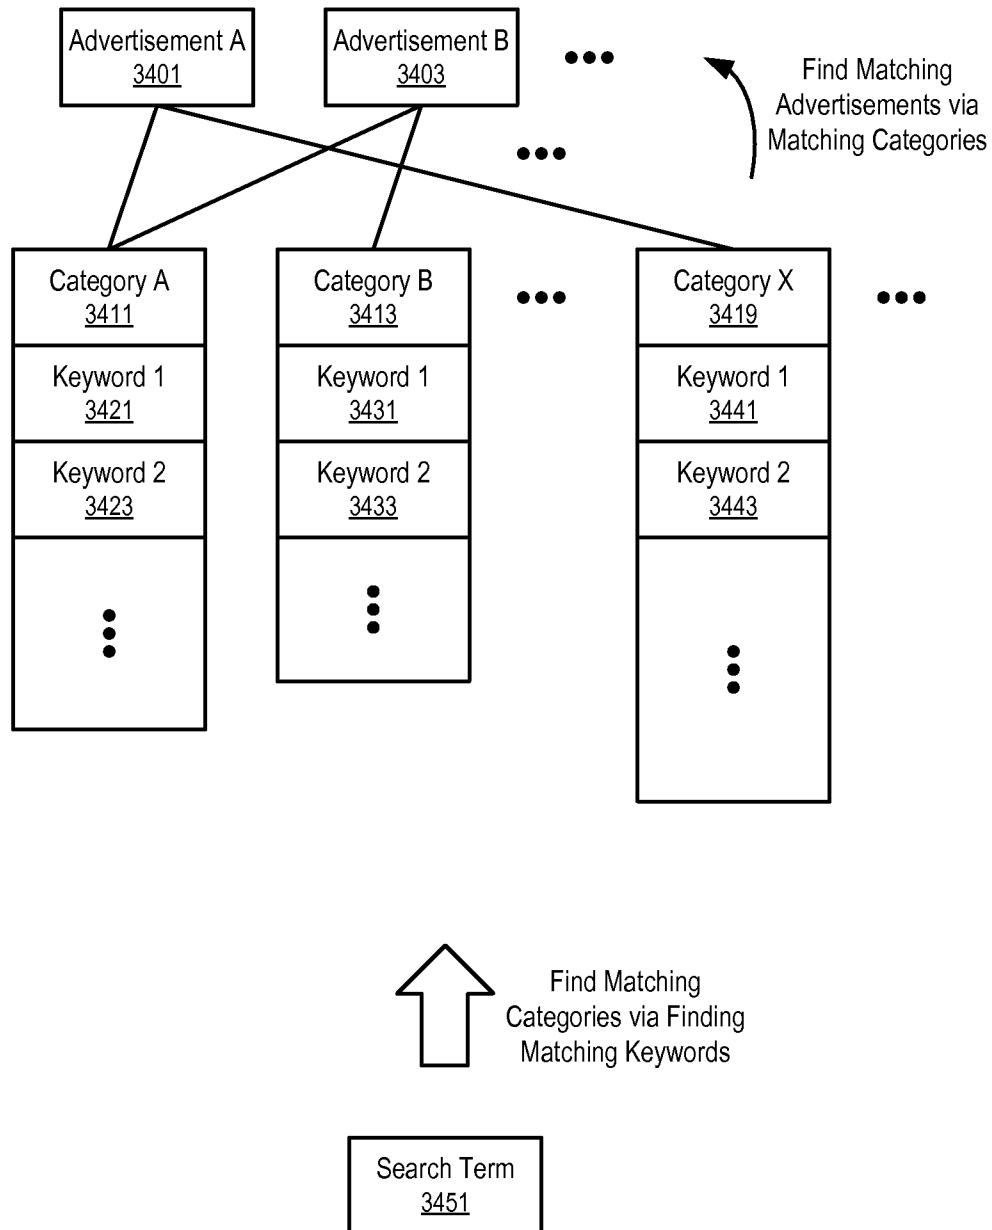 Advertisement A
3401
Advertisement B
3403
Find Matching
Advertisements via
Matching Categories
Category A
3411
Category B
3413
Category X
3419
Keyword 1
3421
Keyword 1
3431
Keyword 1
3441
Keyword 2
3423
Keyword 2
3433
Keyword 2
3443
Find Matching
Categories via Finding
Matching Keywords
Search Term
3451